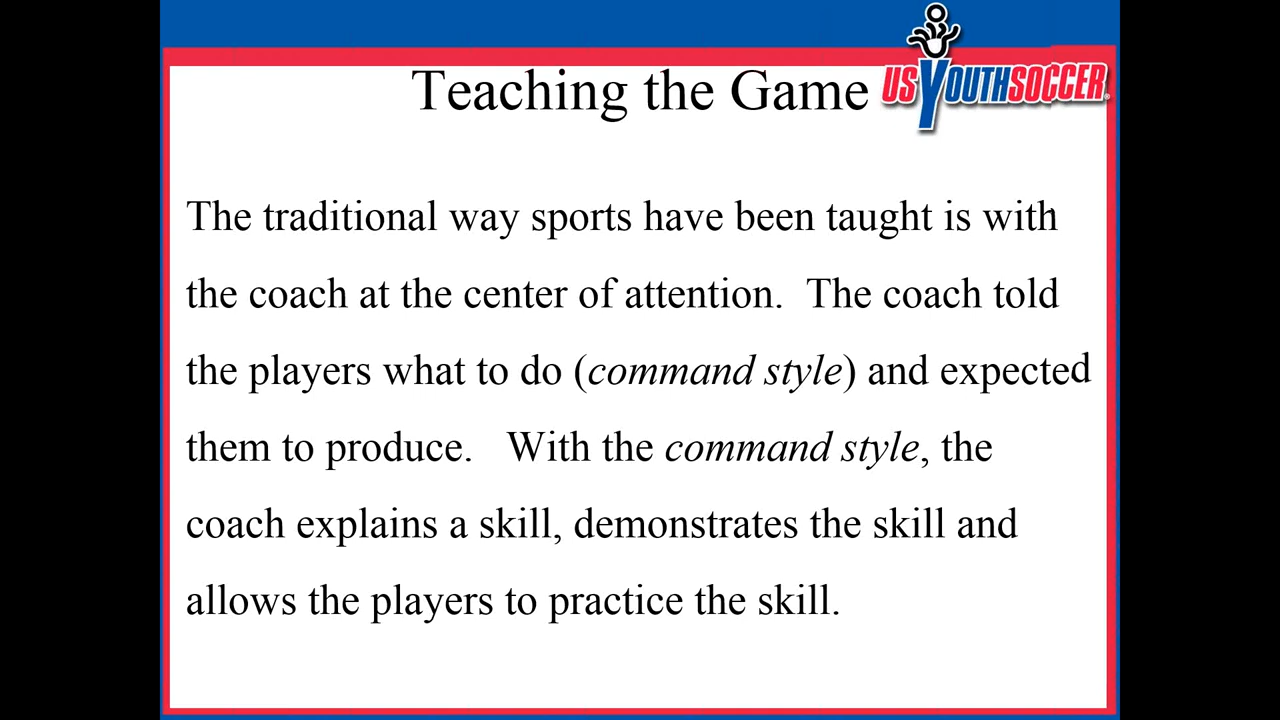 Teaching the Game
US YOUTH SOCCER®
The traditional way sports have been taught is with
the coach at the center of attention.  The coach told
the players what to do (command style) and expected
them to produce.   With the command style, the
coach explains a skill, demonstrates the skill and
allows the players to practice the skill.